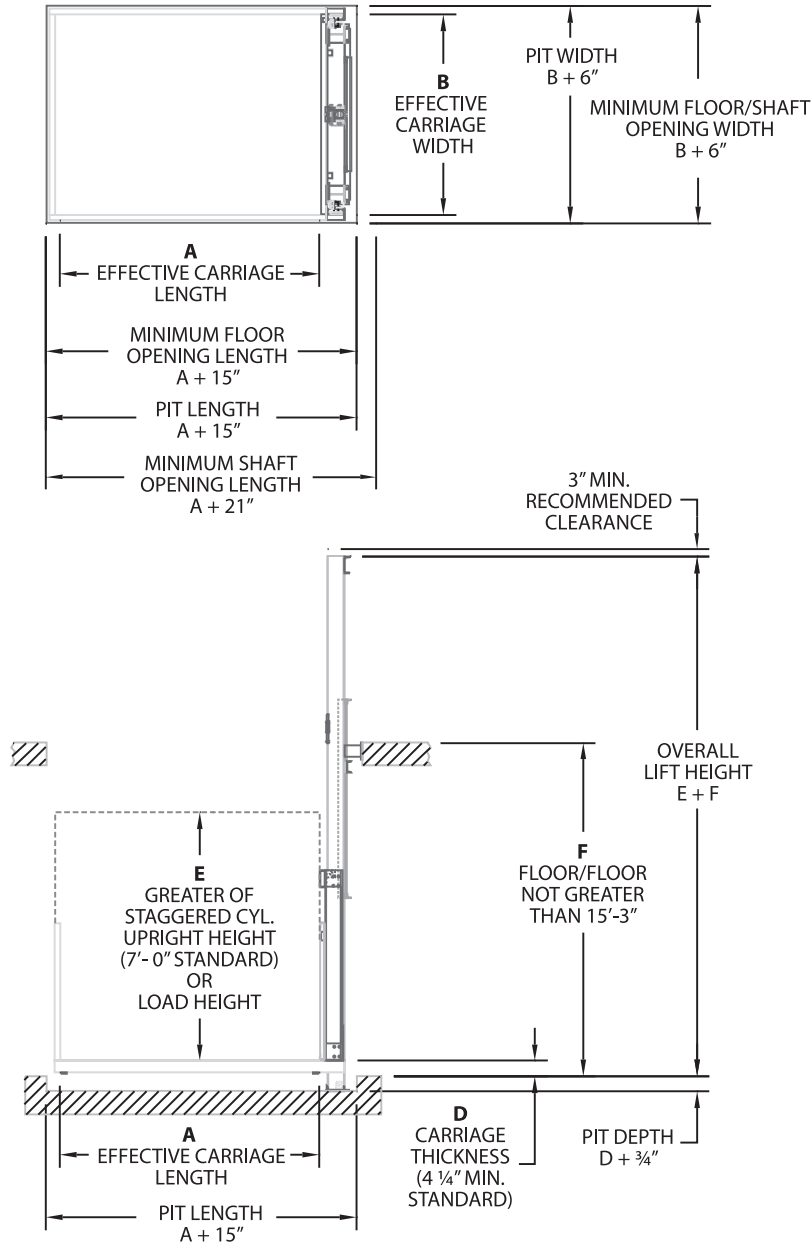 B
EFFECTIVE
CARRIAGE
WIDTH
PIT WIDTH
B + 6”
MINIMUM FLOOR/SHAFT
OPENING WIDTH
B + 6”
A
EFFECTIVE CARRIAGE
LENGTH
MINIMUM FLOOR
OPENING LENGTH
A + 15”
PIT LENGTH
A + 15”
MINIMUM SHAFT
OPENING LENGTH
A + 21”
3” MIN.
RECOMMENDED
CLEARANCE
OVERALL
LIFT HEIGHT
E + F
E
GREATER OF
STAGGERED CYL.
UPRIGHT HEIGHT
(7’- 0” STANDARD)
OR
LOAD HEIGHT
F
FLOOR/FLOOR
NOT GREATER
THAN 15’-3”
A
EFFECTIVE CARRIAGE
LENGTH
PIT LENGTH
A + 15”
D
CARRIAGE
THICKNESS
(4 ¼” MIN.
STANDARD)
PIT DEPTH
D + ¾”